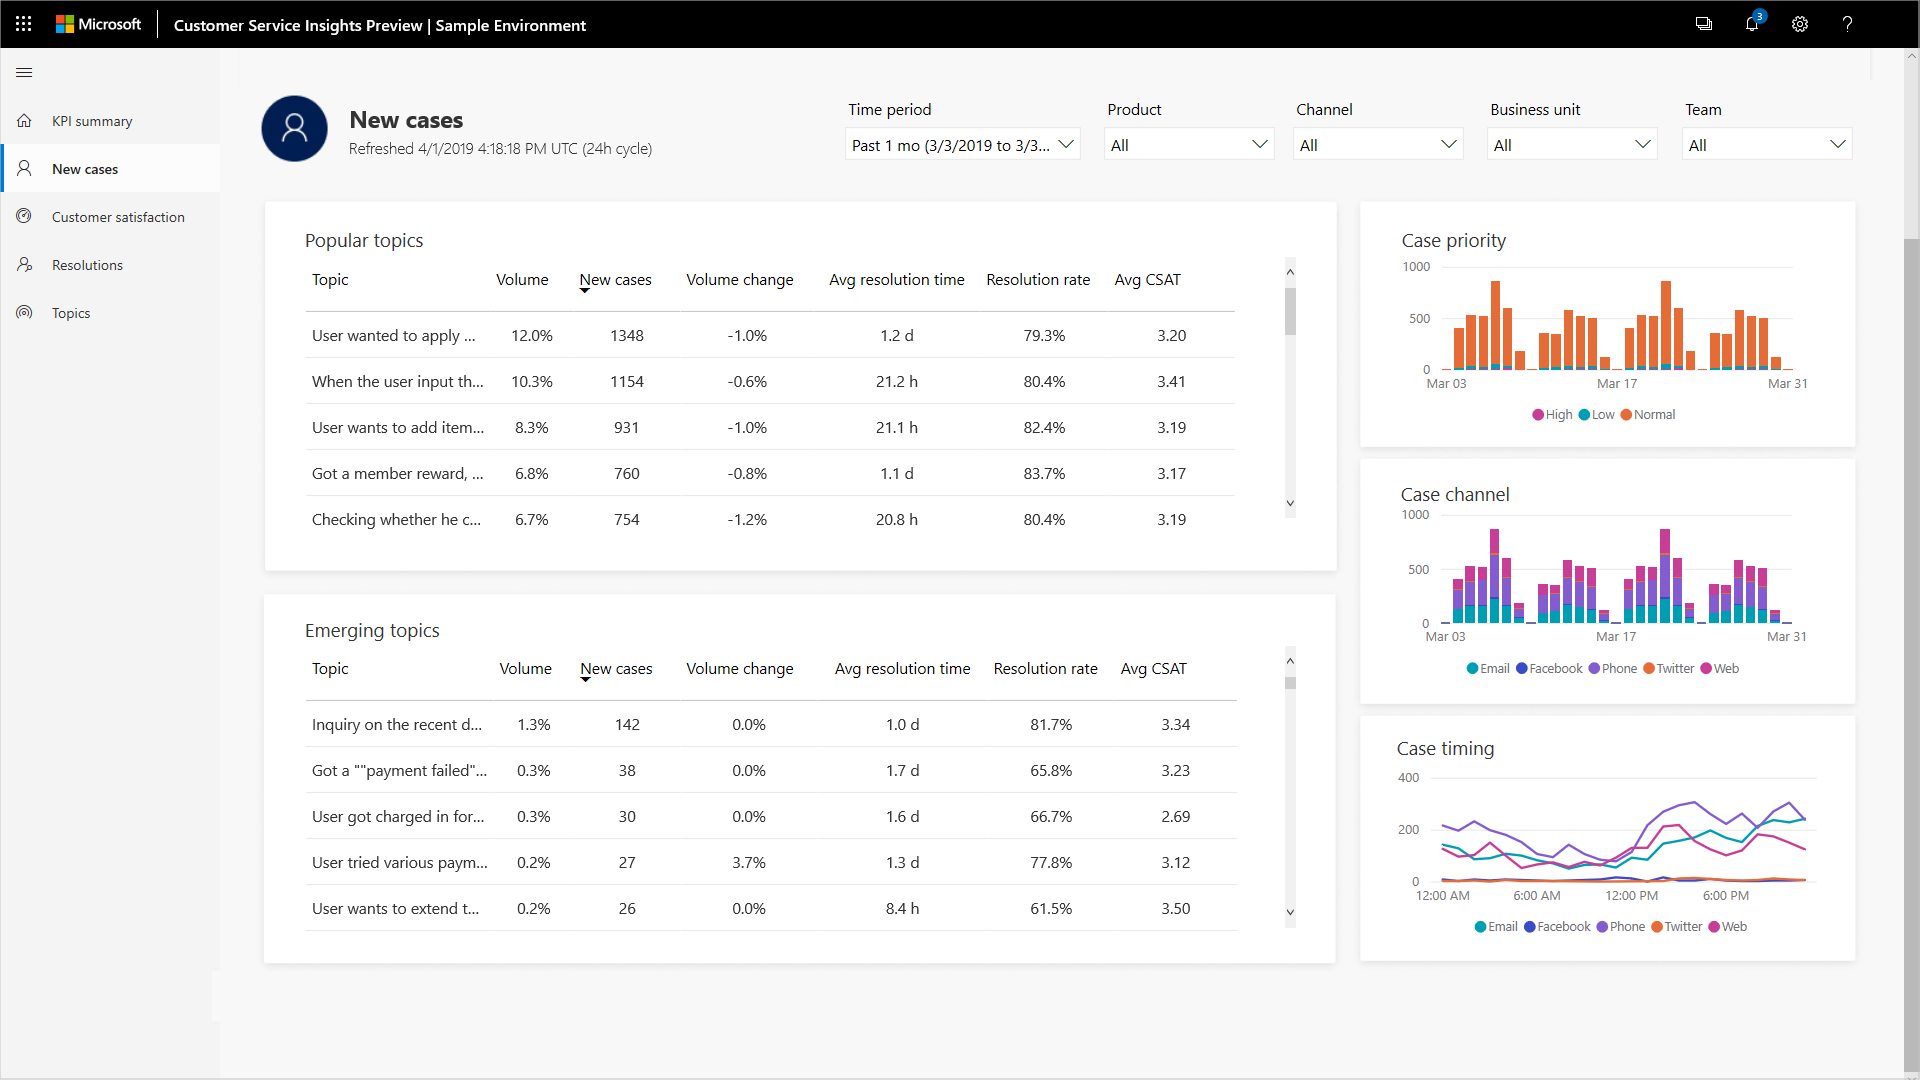 Microsoft Customer Service Insights Preview | Sample Environment 3 ?
KPI summary
New cases
Customer satisfaction
Resolutions
Topics
New cases
Refreshed 4/1/2019 4:18:18 PM UTC (24h cycle)
Time period Product Channel Business unit Team
Past 1 mo (3/3/2019 to 3/3... All All All All
Popular topics
Topic Volume New cases Volume change Avg resolution time Resolution rate Avg CSAT
User wanted to apply ... 12.0% 1348 -1.0% 1.2 d 79.3% 3.20
When the user input th... 10.3% 1154 -0.6% 21.2 h 80.4% 3.41
User wants to add item... 8.3% 931 -1.0% 21.1 h 82.4% 3.19
Got a member reward, ... 6.8% 760 -0.8% 1.1 d 83.7% 3.17
Checking whether he c... 6.7% 754 -1.2% 20.8 h 80.4% 3.19
Emerging topics
Topic Volume New cases Volume change Avg resolution time Resolution rate Avg CSAT
Inquiry on the recent d... 1.3% 142 0.0% 1.0 d 81.7% 3.34
Got a ""payment failed"... 0.3% 38 0.0% 1.7 d 65.8% 3.23
User got charged in for... 0.3% 30 0.0% 1.6 d 66.7% 2.69
User tried various paym... 0.2% 27 3.7% 1.3 d 77.8% 3.12
User wants to extend t... 0.2% 26 0.0% 8.4 h 61.5% 3.50
Case priority
1000
500
0
Mar 03 Mar 17 Mar 31
High Low Normal
Case channel
1000
500
0
Mar 03 Mar 17 Mar 31
Email Facebook Phone Twitter Web
Case timing
400
200
0
12:00 AM 6:00 AM 12:00 PM 6:00 PM
Email Facebook Phone Twitter Web